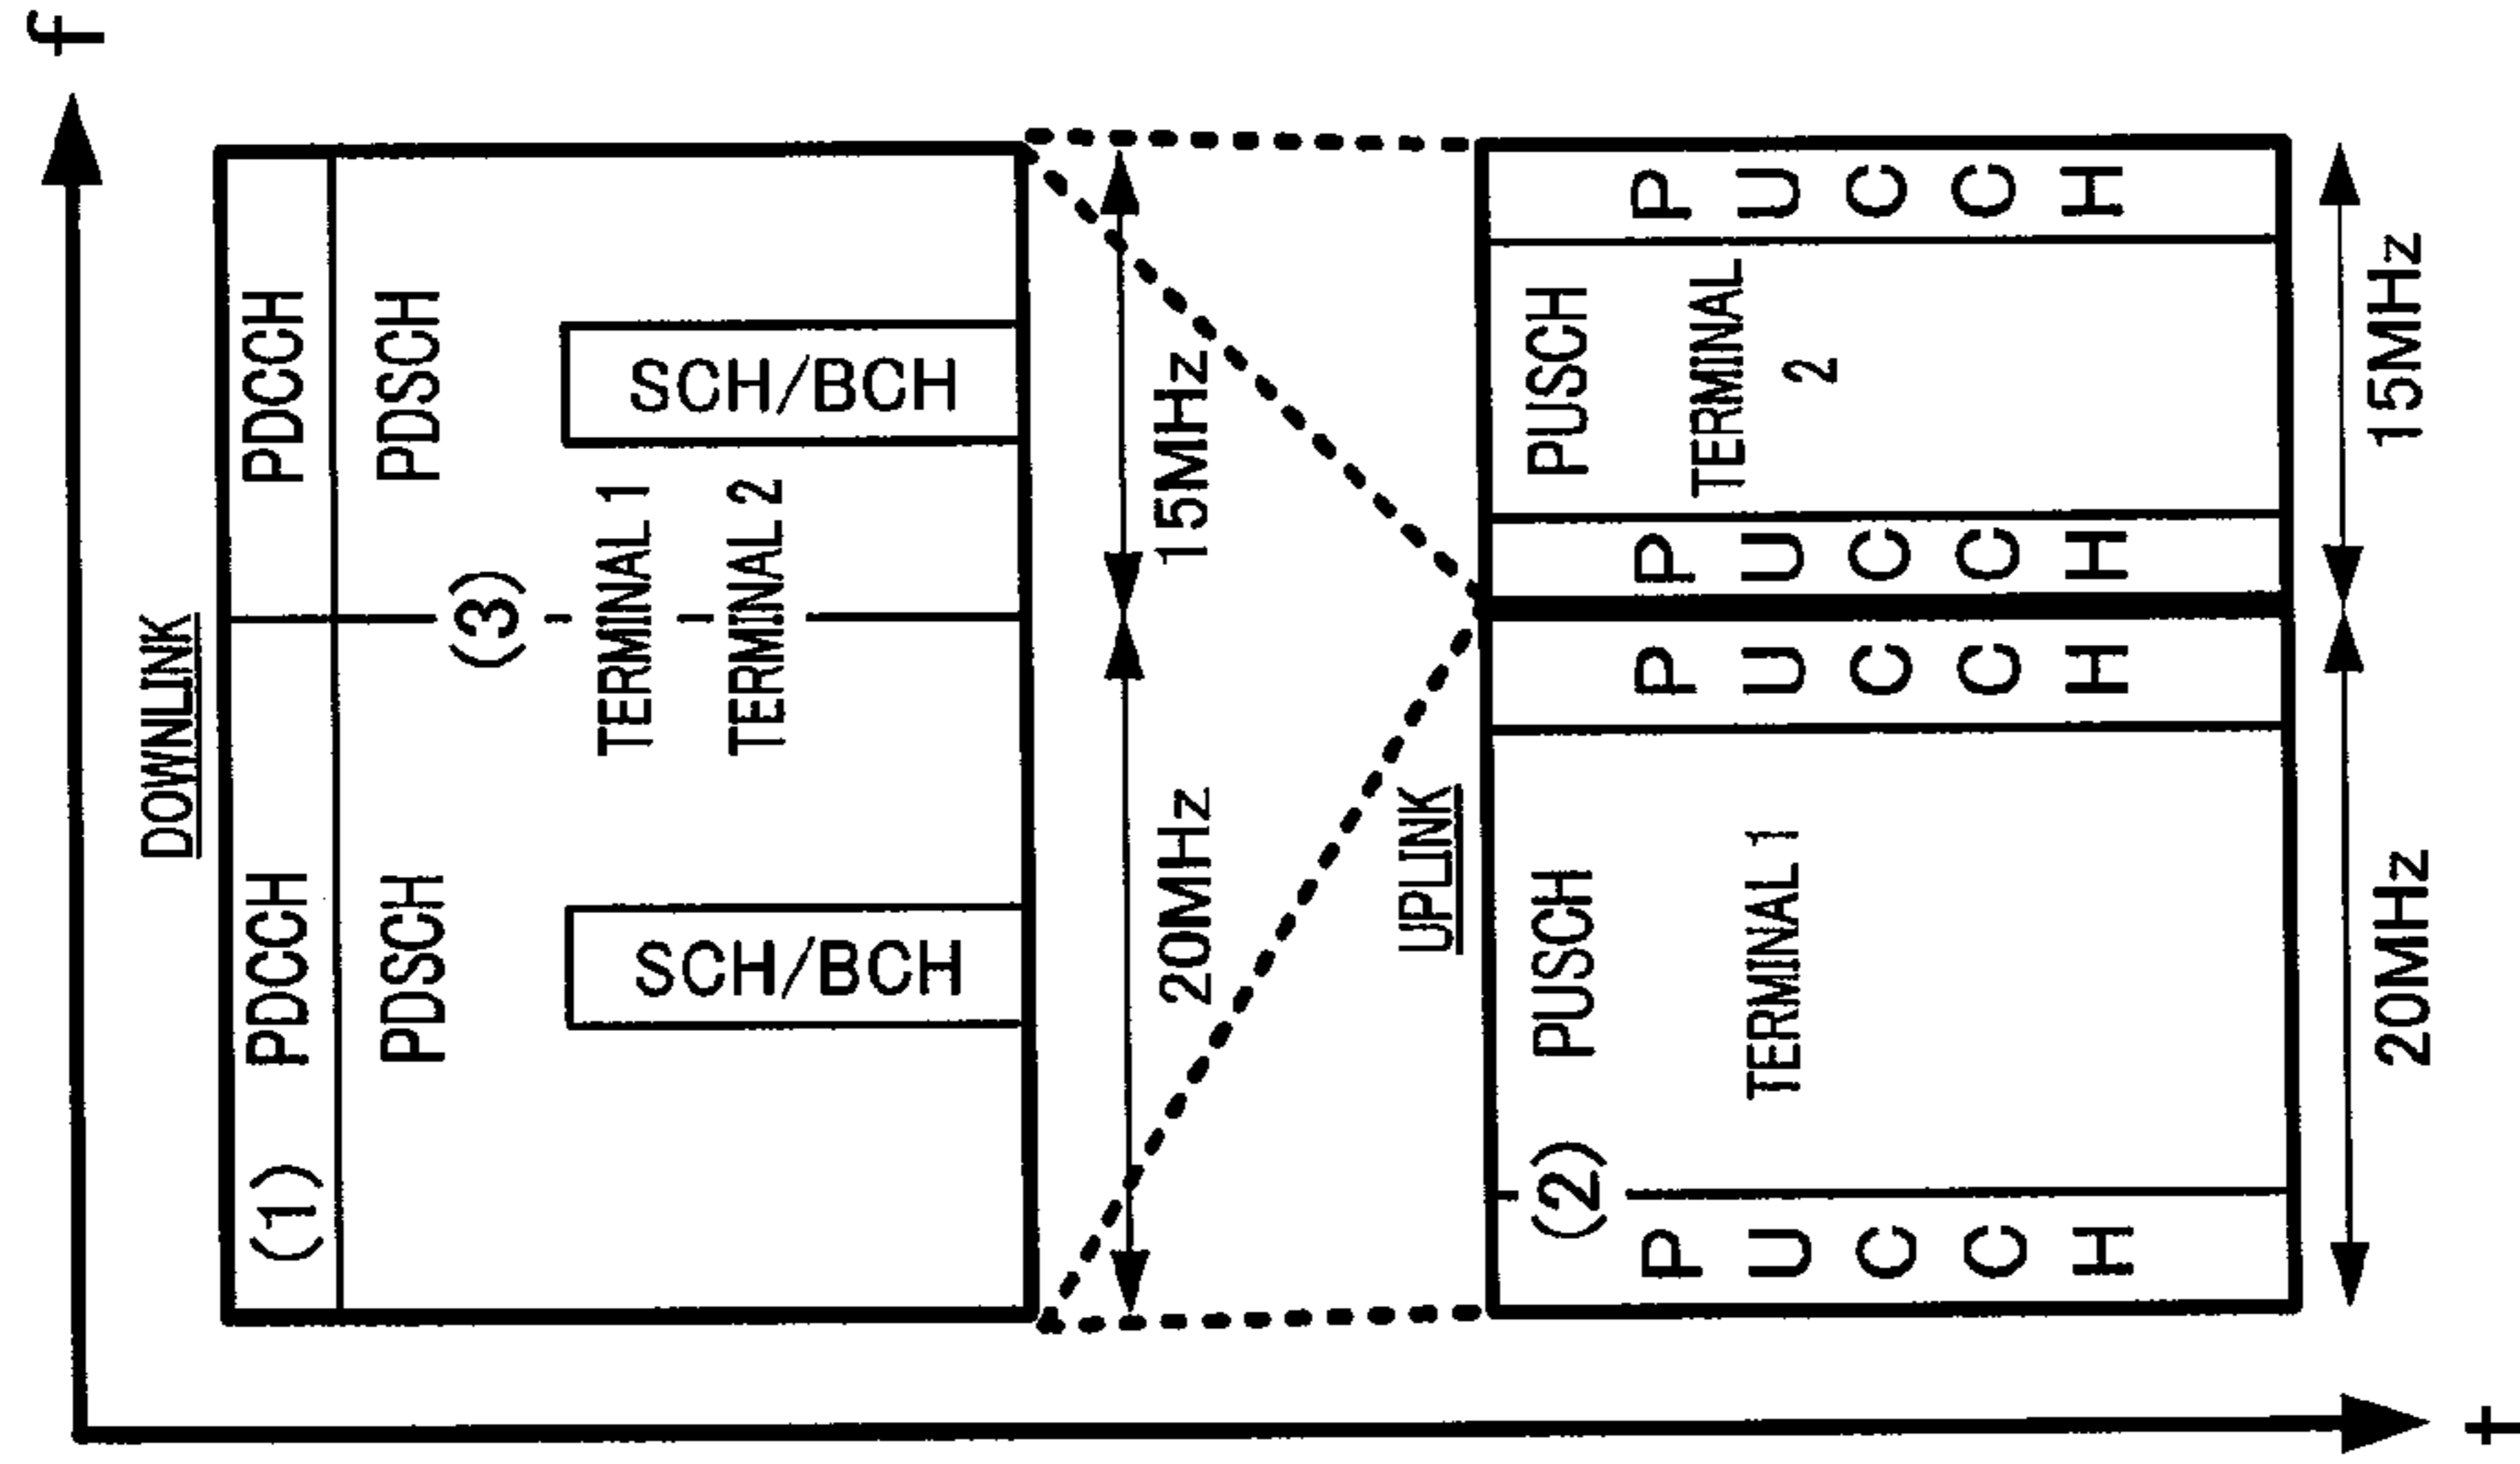 f
DOWNLINK
(1)
PDCCH
PDCCH
PDSCH
PDSCH
(3)
TERMINAL 1
TERMINAL 2
SCH/BCH
SCH/BCH
20MHz
15MHz
UPLINK
(2)
PUSCH
TERMINAL 1
PUSCH
TERMINAL
2
PUCCH
PUCCH
PUCCH
PUCCH
20MHz
15MHz
t